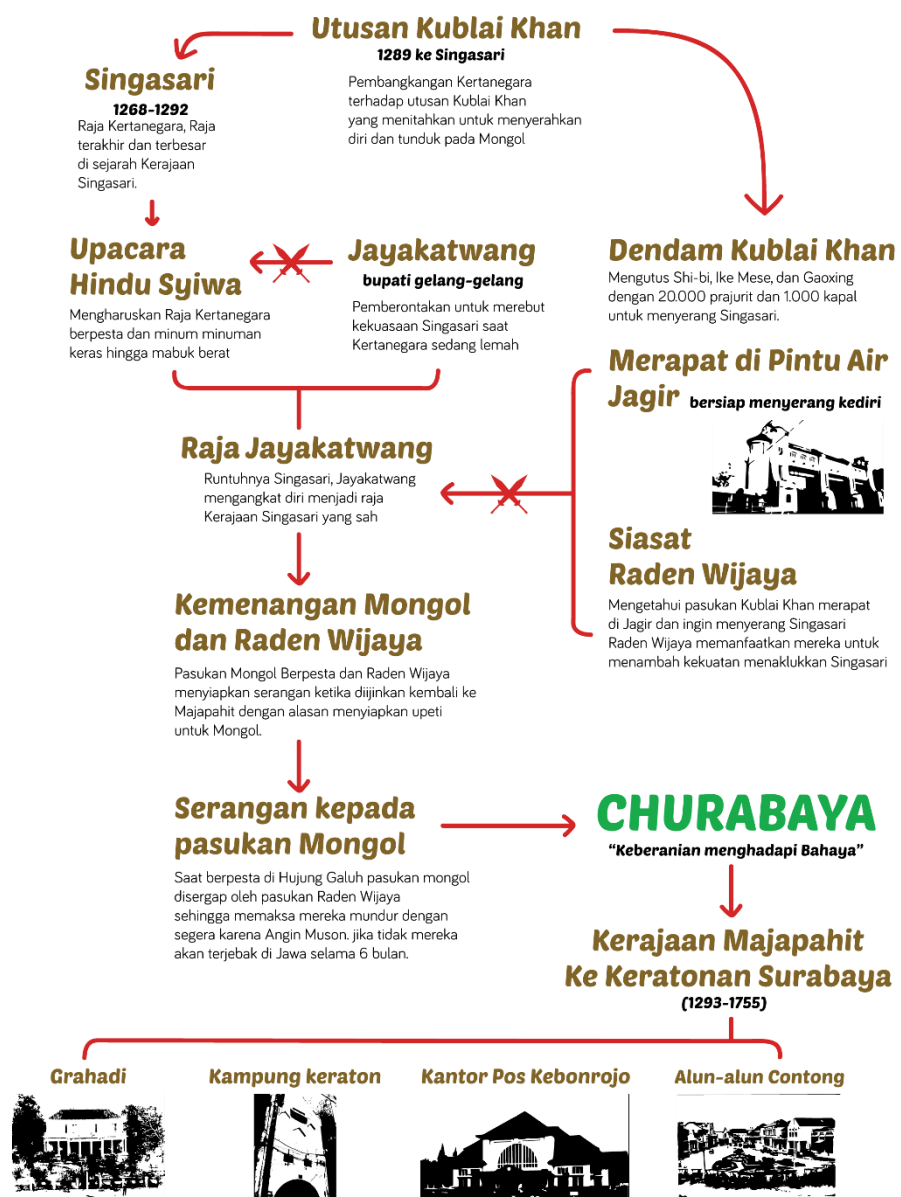 Utusan Kublai Khan
1289 ke Singasari
Pembangkangan Kertanegara
terhadap utusan Kublai Khan
yang menitahkan untuk menyerahkan
diri dan tunduk pada Mongol
Singasari
1268-1292
Raja Kertanegara, Raja
terakhir dan terbesar
di sejarah Kerajaan
Singasari.
Upacara
Hindu Syiwa
Mengharuskan Raja Kertanegara
berpesta dan minum minuman
keras hingga mabuk berat
Jayakatwang
bupati gelang-gelang
Pemberontakan untuk merebut
kekuasaan Singasari saat
Kertanegara sedang lemah
Dendam Kublai Khan
Mengutus Shi-bi, Ike Mese, dan Gaoxing
dengan 20.000 prajurit dan 1.000 kapal
untuk menyerang Singasari.
Merapat di Pintu Air
Jagir bersiap menyerang kediri
Raja Jayakatwang
Runtuhnya Singasari, Jayakatwang
mengangkat diri menjadi raja
Kerajaan Singasari yang sah
Siasat
Raden Wijaya
Mengetahui pasukan Kublai Khan merapat
di Jagir dan ingin menyerang Singasari
Raden Wijaya memanfaatkan mereka untuk
menambah kekuatan menaklukkan Singasari
Kemenangan Mongol
dan Raden Wijaya
Pasukan Mongol Berpesta dan Raden Wijaya
menyiapkan serangan ketika diijinkan kembali ke
Majapahit dengan alasan menyiapkan upeti
untuk Mongol.
Serangan kepada
pasukan Mongol
Saat berpesta di Hujung Galuh pasukan mongol
disergap oleh pasukan Raden Wijaya
sehingga memaksa mereka mundur dengan
segera karena Angin Muson. jika tidak mereka
akan terjebak di Jawa selama 6 bulan.
CHURABAYA
“Keberanian menghadapi Bahaya”
Kerajaan Majapahit
Ke Keratonan Surabaya
(1293-1755)
Grahadi
Kampung keraton
Kantor Pos Kebonrojo
Alun-alun Contong